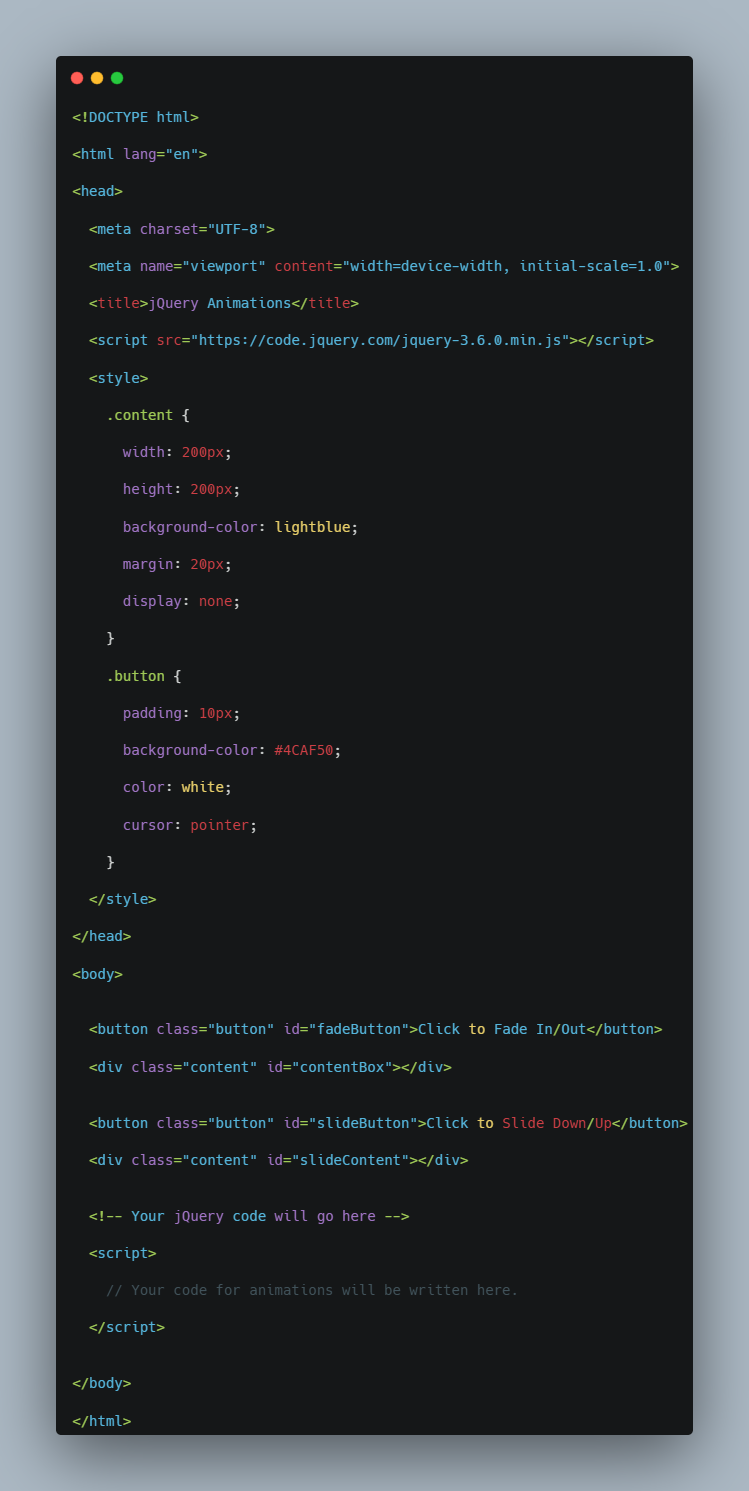 <!DOCTYPE html>
<html lang="en">
<head>
  <meta charset="UTF-8">
  <meta name="viewport" content="width=device-width, initial-scale=1.0">
  <title>jQuery Animations</title>
  <script src="https://code.jquery.com/jquery-3.6.0.min.js"></script>
  <style>
    .content {
      width: 200px;
      height: 200px;
      background-color: lightblue;
      margin: 20px;
      display: none;
    }
    .button {
      padding: 10px;
      background-color: #4CAF50;
      color: white;
      cursor: pointer;
    }
  </style>
</head>
<body>
  <button class="button" id="fadeButton">Click to Fade In/Out</button>
  <div class="content" id="contentBox"></div>
  <button class="button" id="slideButton">Click to Slide Down/Up</button>
  <div class="content" id="slideContent"></div>
  <!-- Your jQuery code will go here -->
  <script>
    // Your code for animations will be written here.
  </script>
</body>
</html>